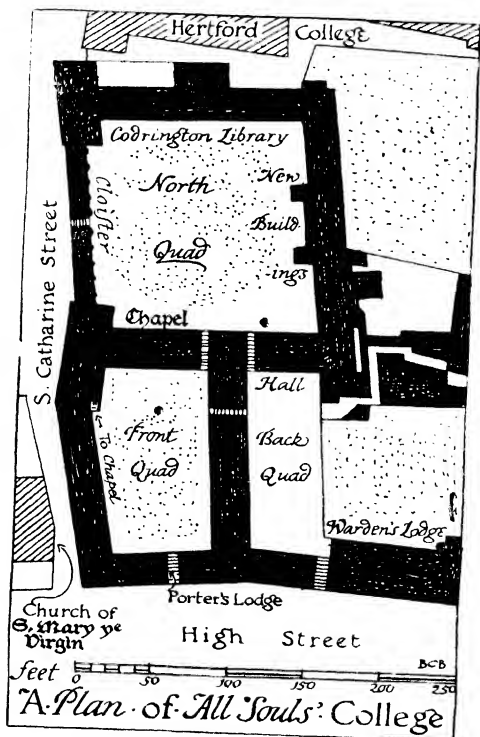 Hertford College
Codrington Library
Cloister
North
Quad
New
Build
ings
S. Catharine Street
Chapel
Hall
To Chapel
Front
Quad
Back
Quad
Warden's Lodge
Porter's Lodge
Church of
S. Mary ye
Virgin
High Street
BCB
feet 0 50 100 150 200 250
A·Plan·of·All Souls' College